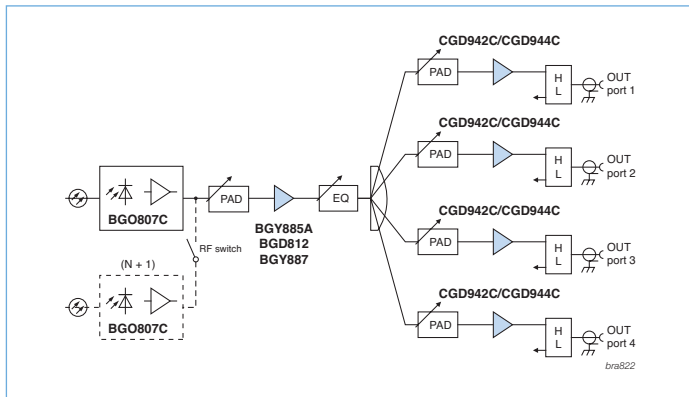 CGD942C/CGD944C
PAD
H
L
OUT
port 1
CGD942C/CGD944C
PAD
H
L
OUT
port 2
BGO807C
PAD
BGY885A
BGD812
BGY887
EQ
RF switch
(N + 1)
BGO807C
CGD942C/CGD944C
PAD
H
L
OUT
port 3
CGD942C/CGD944C
PAD
H
L
OUT
port 4
bra822